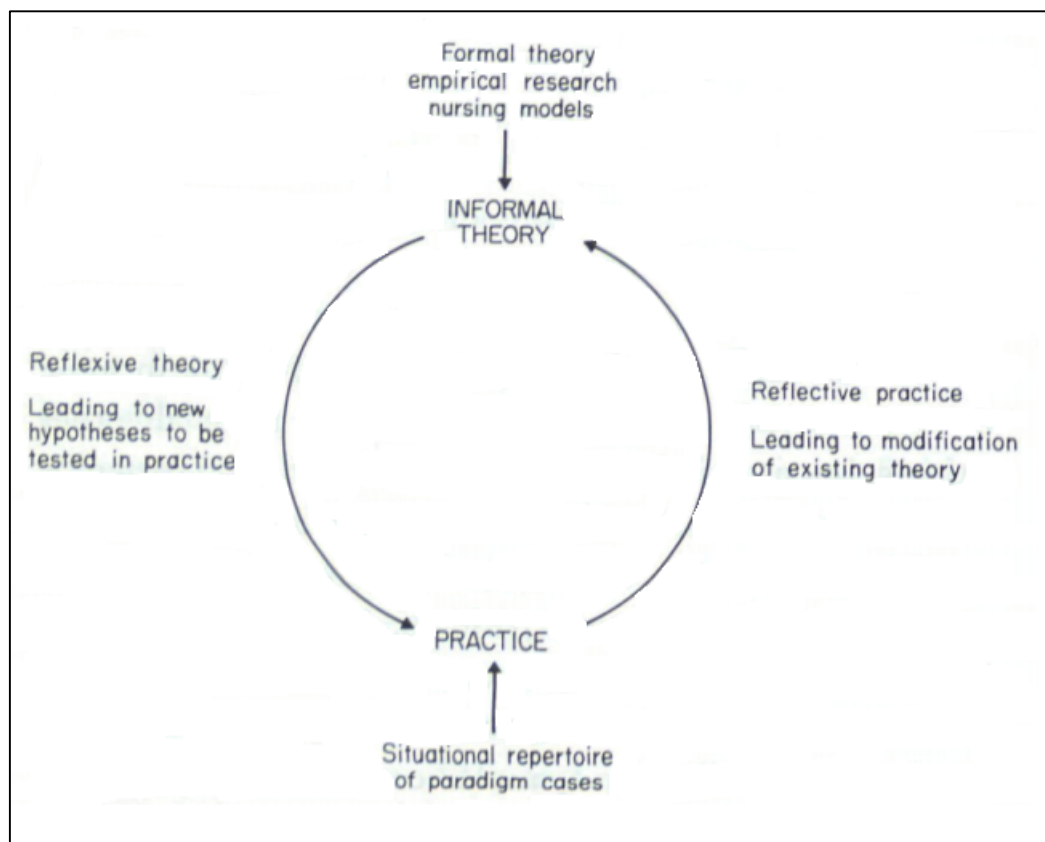 Formal theory
empirical research
nursing models
INFORMAL
THEORY
Reflexive theory
Leading to new
hypotheses to be
tested in practice
Reflective practice
Leading to modification
of existing theory
PRACTICE
Situational repertoire
of paradigm cases